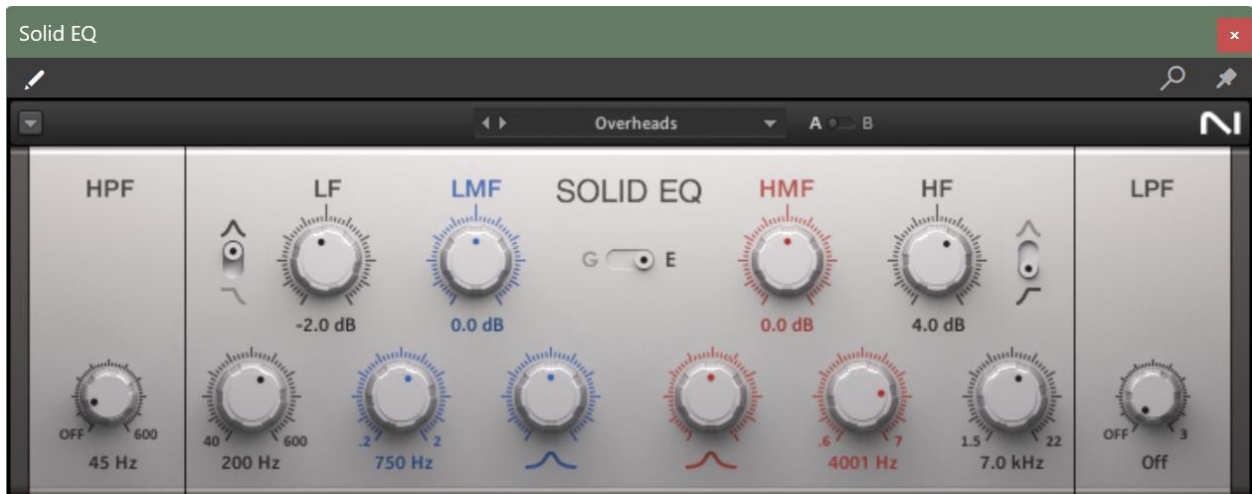 Solid EQ
Overheads A B
HPF LF LMF SOLID EQ HMF HF LPF
G E
-2.0 dB 0.0 dB 0.0 dB 4.0 dB
OFF 600 40 600 .2 2 .6 7 1.5 22 OFF 3
45 Hz 200 Hz 750 Hz 4001 Hz 7.0 kHz Off